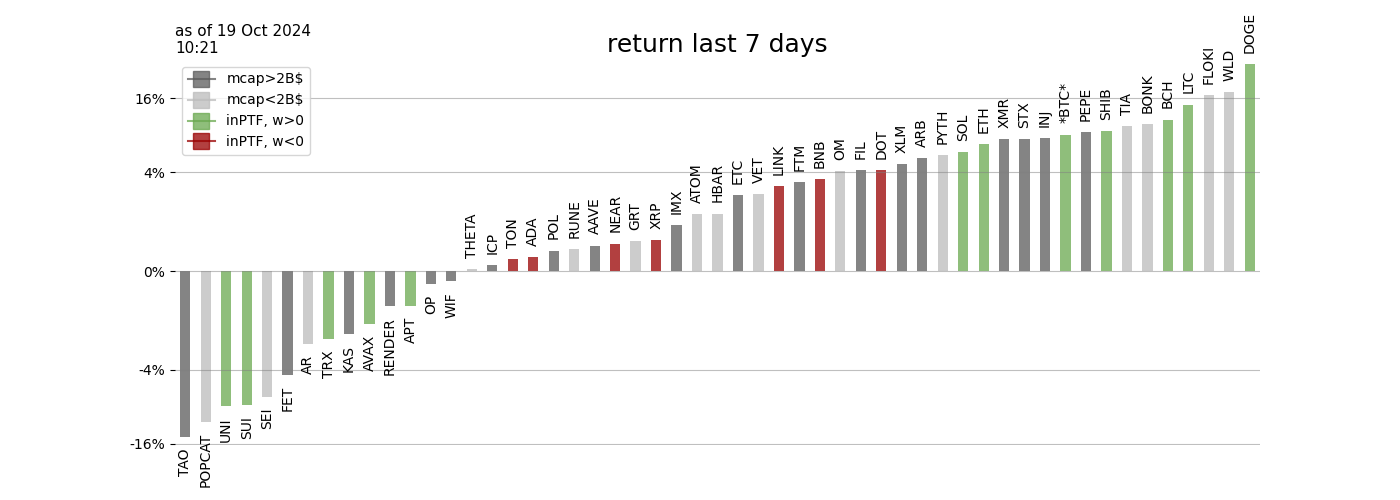 as of 19 Oct 2024
10:21
return last 7 days
mcap>2B$
mcap<2B$
inPTF, w>0
inPTF, w<0
16%
4%
0%
-4%
-16%
TAO
POPCAT
UNI
SUI
SEI
FET
AR
TRX
KAS
AVAX
RENDER
APT
OP
WIF
THETA
ICP
TON
ADA
POL
RUNE
AAVE
NEAR
GRT
XRP
IMX
ATOM
HBAR
ETC
VET
LINK
FTM
BNB
OM
FIL
DOT
XLM
ARB
PYTH
SOL
ETH
XMR
STX
INJ
*BTC*
PEPE
SHIB
TIA
BONK
BCH
LTC
FLOKI
WLD
DOGE